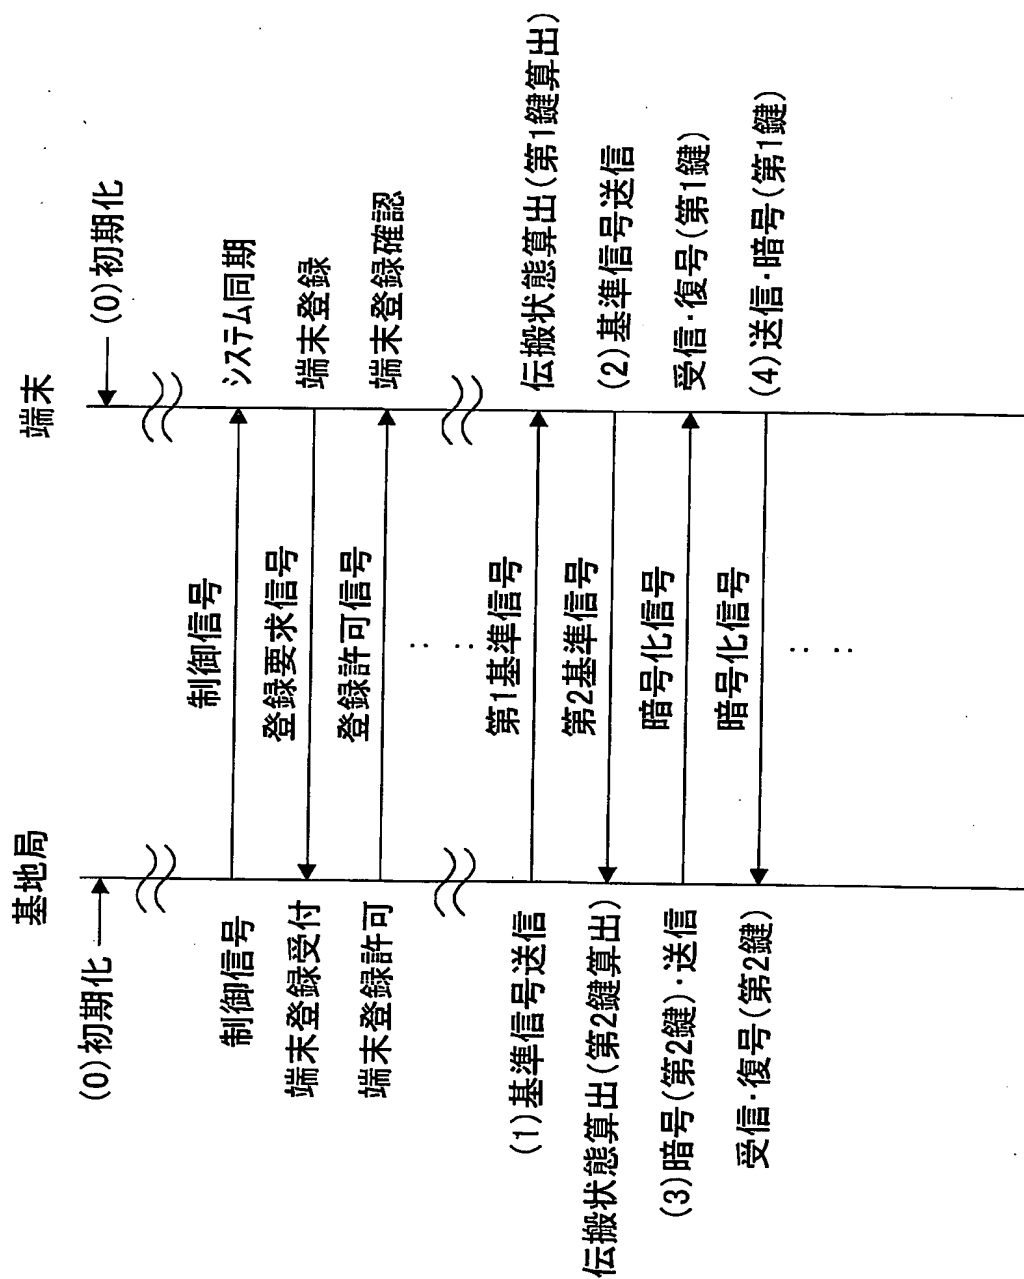 基地局
端末
(0)初期化
(0)初期化
制御信号
制御信号
システム同期
端末登録受付
登録要求信号
端末登録
端末登録許可
登録許可信号
端末登録確認
(1)基準信号送信
第1基準信号
伝搬状態算出(第1鍵算出)
伝搬状態算出(第2鍵算出)
第2基準信号
(2)基準信号送信
(3)暗号(第2鍵)・送信
暗号化信号
受信・復号(第1鍵)
受信・復号(第2鍵)
暗号化信号
(4)送信・暗号(第1鍵)